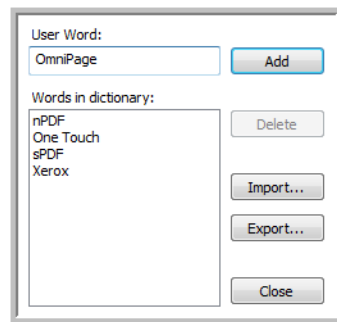 User Word:
OmniPage
Add
Words in dictionary:
nPDF
One Touch
sPDF
Xerox
Delete
Import...
Export...
Close